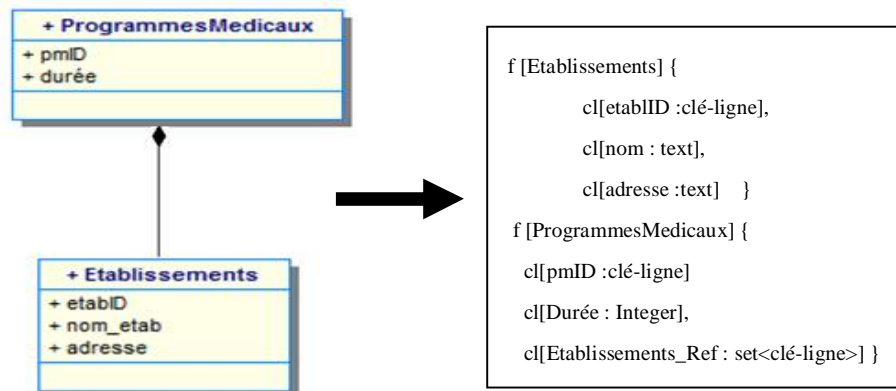 + ProgrammesMedicaux
+ pmID
+ durée
+ Etablissements
+ etabID
+ nom_etab
+ adresse
f [Etablissements] {
cl[etablID :clé-ligne],
cl[nom : text],
cl[adresse :text] }
f [ProgrammesMedicaux] {
cl[pmID :clé-ligne]
cl[Durée : Integer],
cl[Etablissements_Ref : set<clé-ligne>] }